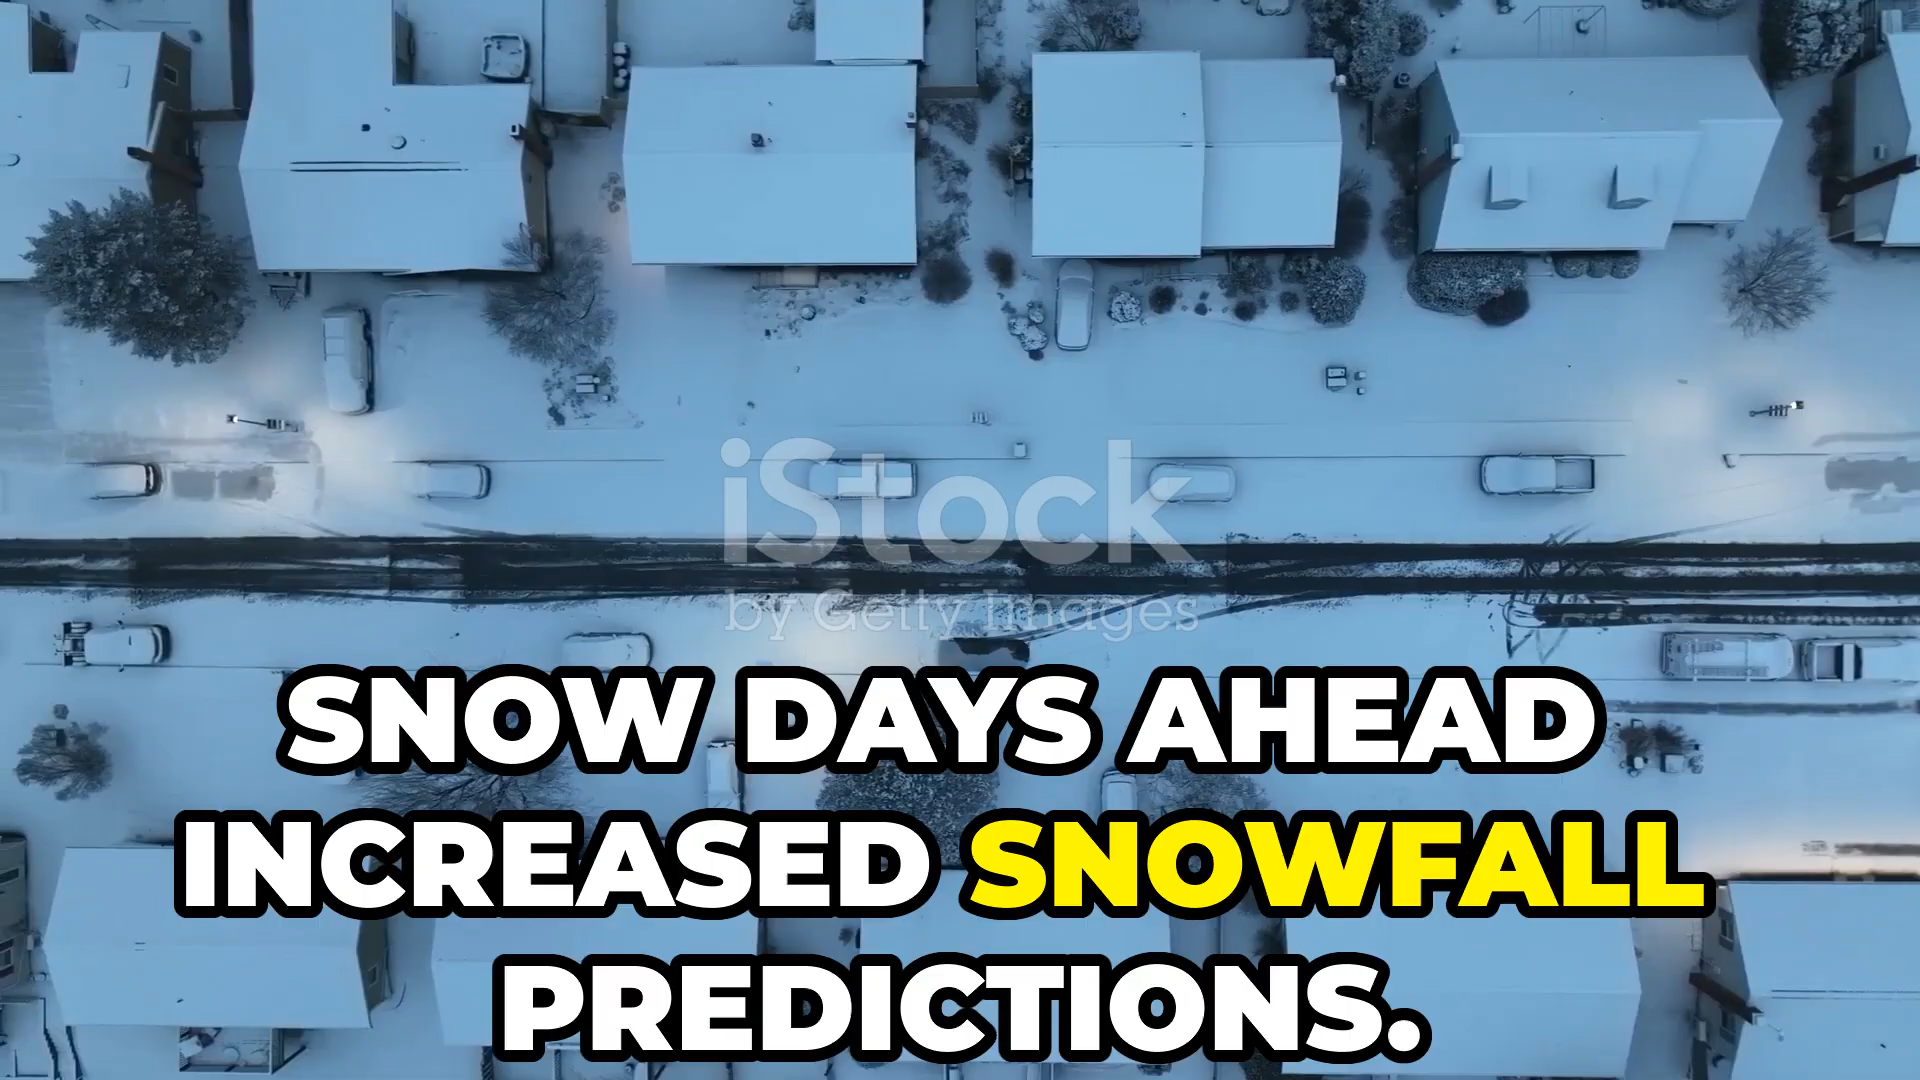 iStock
by Getty Images
SNOW DAYS AHEAD
INCREASED SNOWFALL
PREDICTIONS.